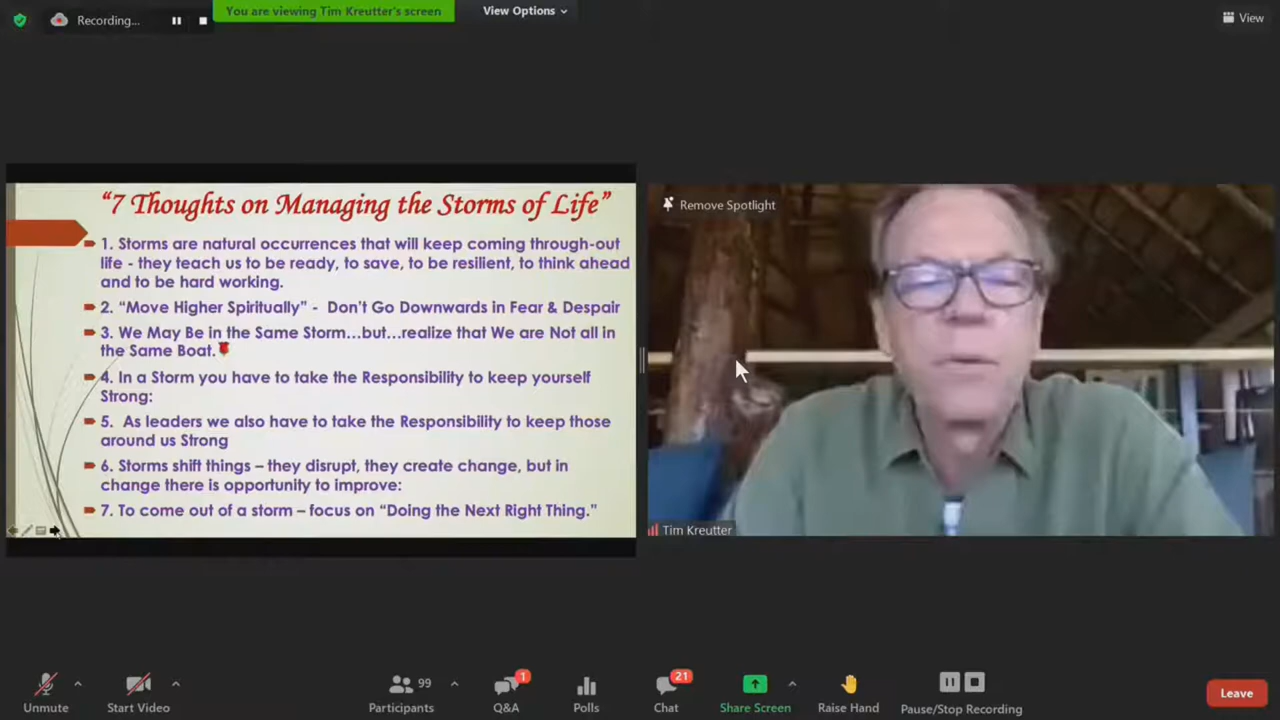 Recording...
You are viewing Tim Kreutter's screen
View Options
View
"7 Thoughts on Managing the Storms of Life"
1. Storms are natural occurrences that will keep coming through-out
life - they teach us to be ready, to save, to be resilient, to think ahead
and to be hard working.
2. "Move Higher Spiritually" - Don't Go Downwards in Fear & Despair
3. We May Be in the Same Storm...but...realize that We are Not all in
the Same Boat.
4. In a Storm you have to take the Responsibility to keep yourself
Strong:
5. As leaders we also have to take the Responsibility to keep those
around us Strong
6. Storms shift things – they disrupt, they create change, but in
change there is opportunity to improve:
7. To come out of a storm – focus on "Doing the Next Right Thing."
Remove Spotlight
Tim Kreutter
Unmute
Start Video
99
Participants
1
Q&A
Polls
21
Chat
Share Screen
Raise Hand
Pause/Stop Recording
Leave